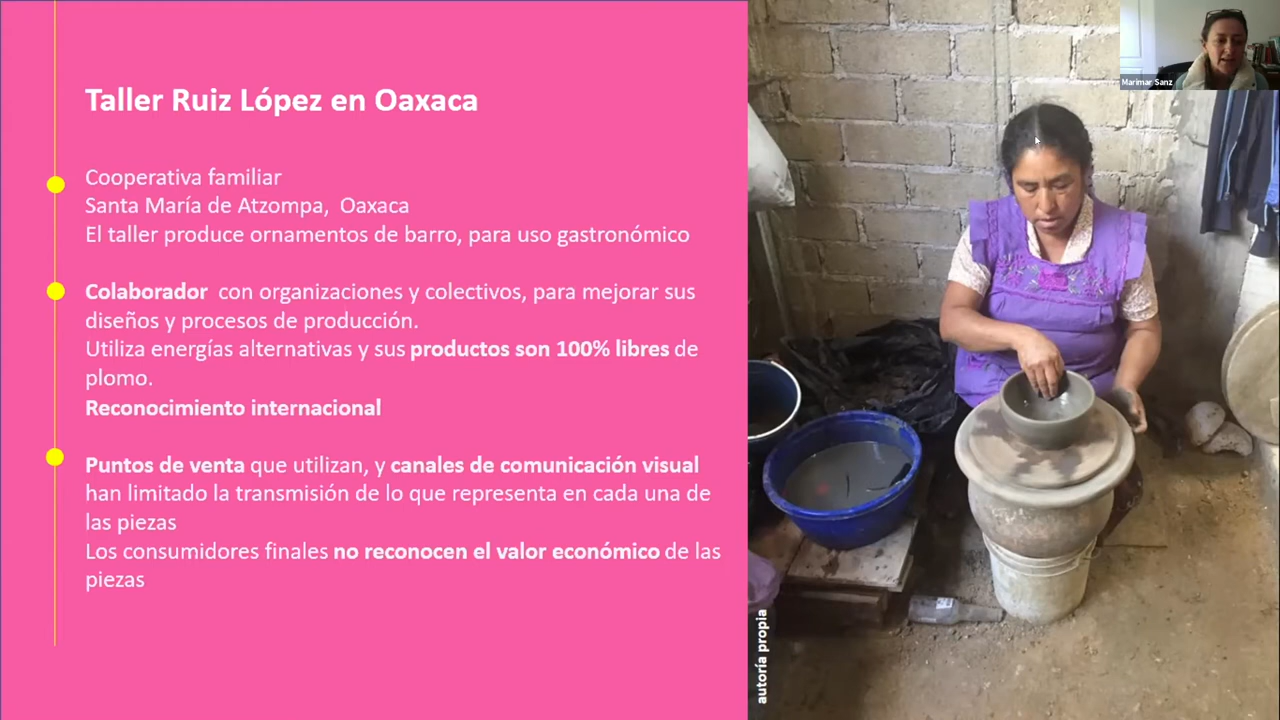 Taller Ruiz López en Oaxaca
Cooperativa familiar
Santa María de Atzompa, Oaxaca
El taller produce ornamentos de barro, para uso gastronómico
Colaborador con organizaciones y colectivos, para mejorar sus
diseños y procesos de producción.
Utiliza energías alternativas y sus productos son 100% libres de
plomo.
Reconocimiento internacional
Puntos de venta que utilizan, y canales de comunicación visual
han limitado la transmisión de lo que representa en cada una de
las piezas
Los consumidores finales no reconocen el valor económico de las
piezas
autoría propia
Marimar Sanz